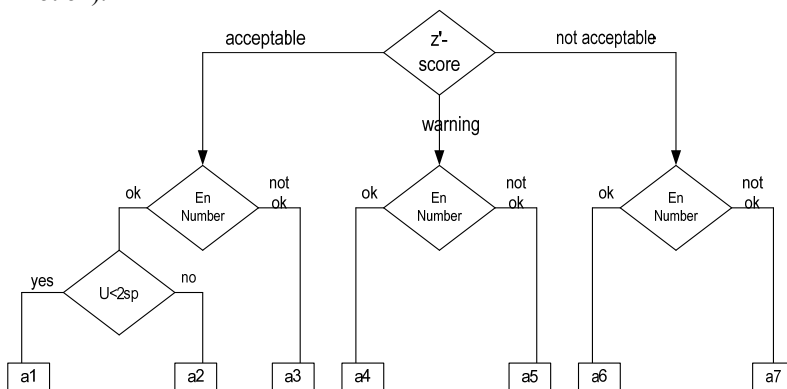 z'-
score
acceptable
not acceptable
warning
En
Number
ok
not
ok
En
Number
ok
not
ok
En
Number
ok
not
ok
U<2sp
yes
no
a1
a2
a3
a4
a5
a6
a7